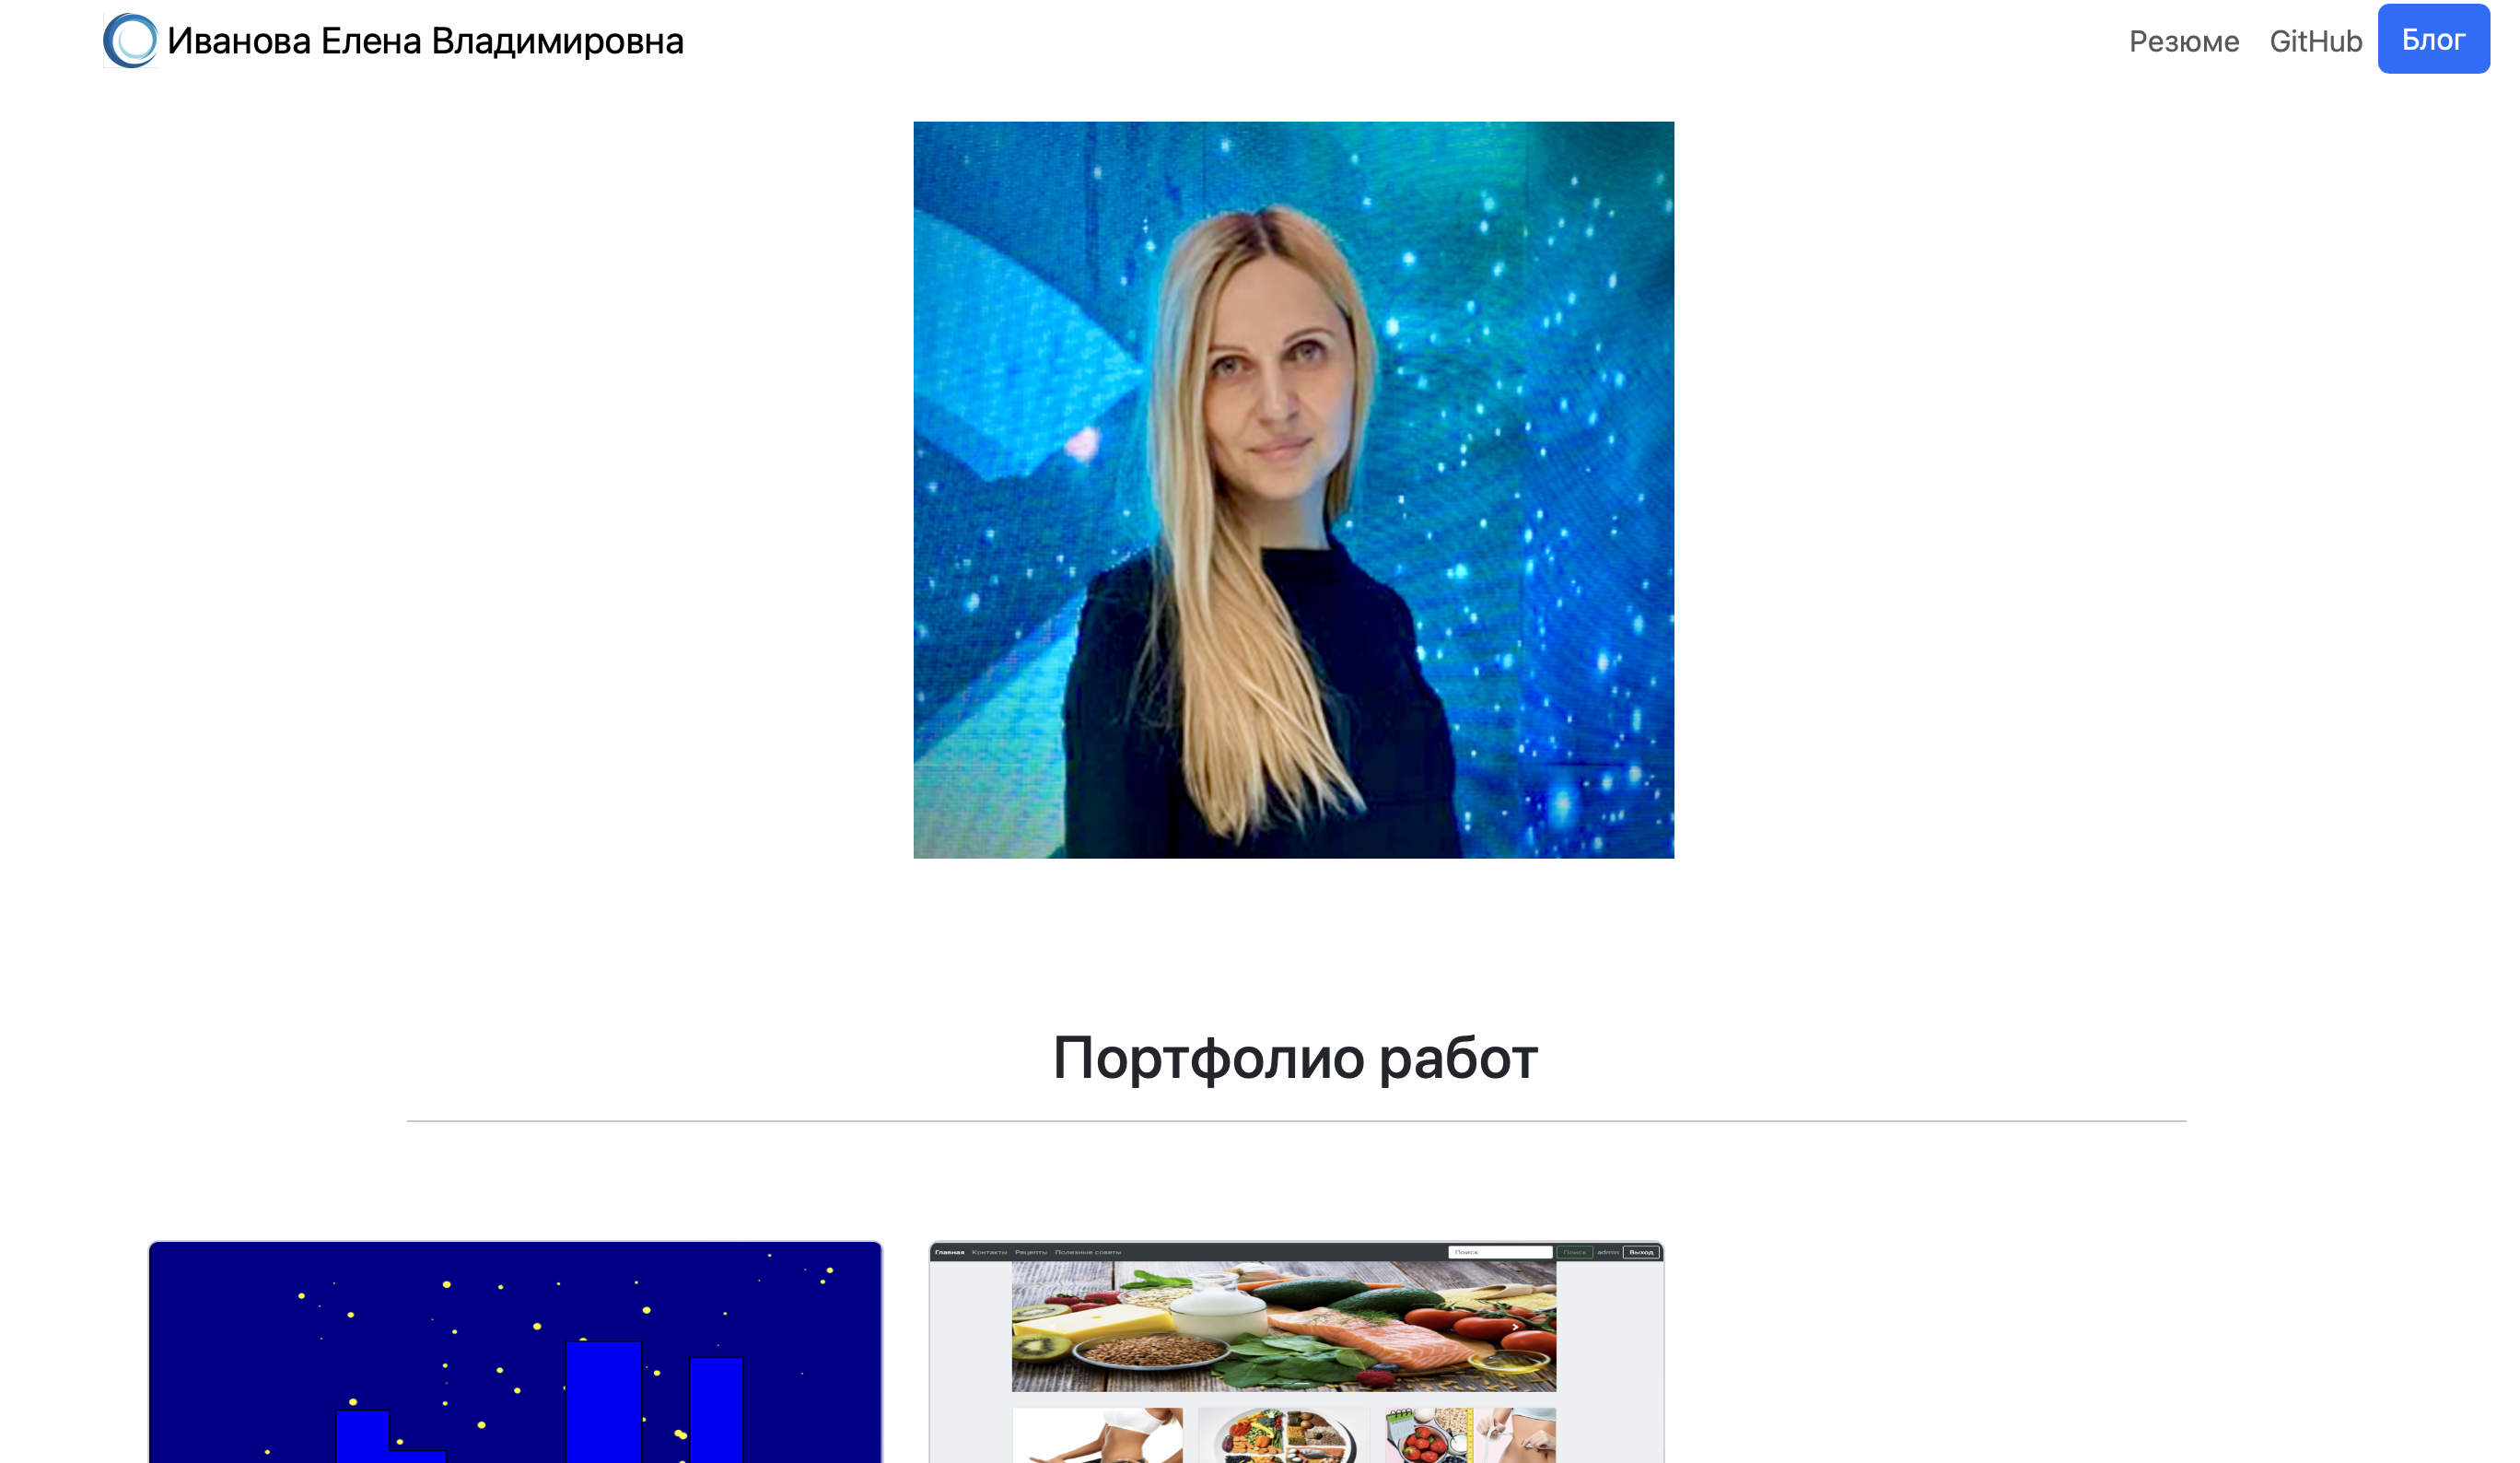 Иванова Елена Владимировна
Резюме GitHub Блог
Портфолио работ
Главная Контакты Рецепты Полезные советы Поиск Поиск admin Выход